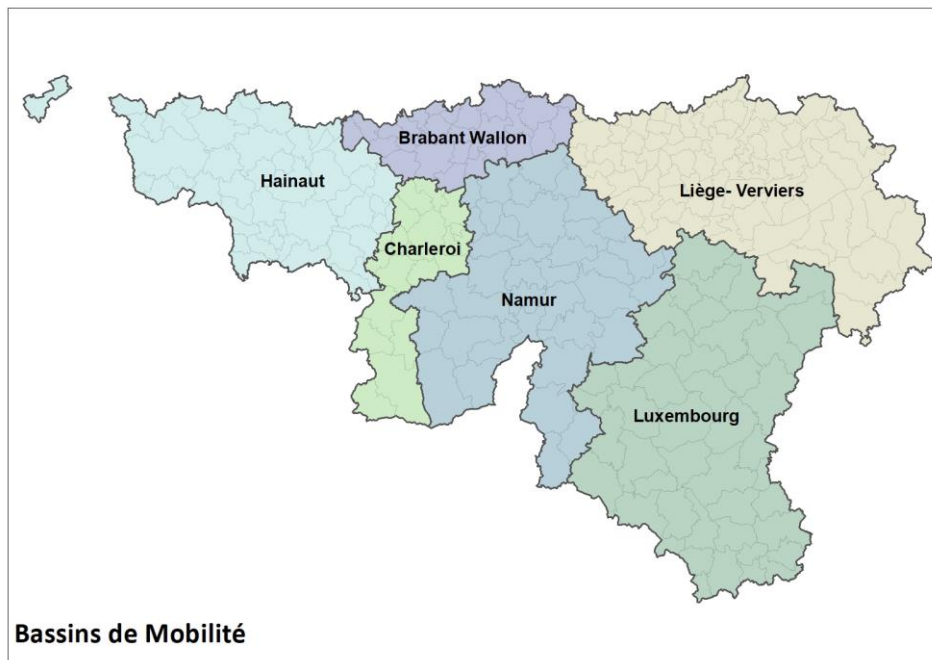 Brabant Wallon
Hainaut
Liège- Verviers
Charleroi
Namur
Luxembourg
Bassins de Mobilité